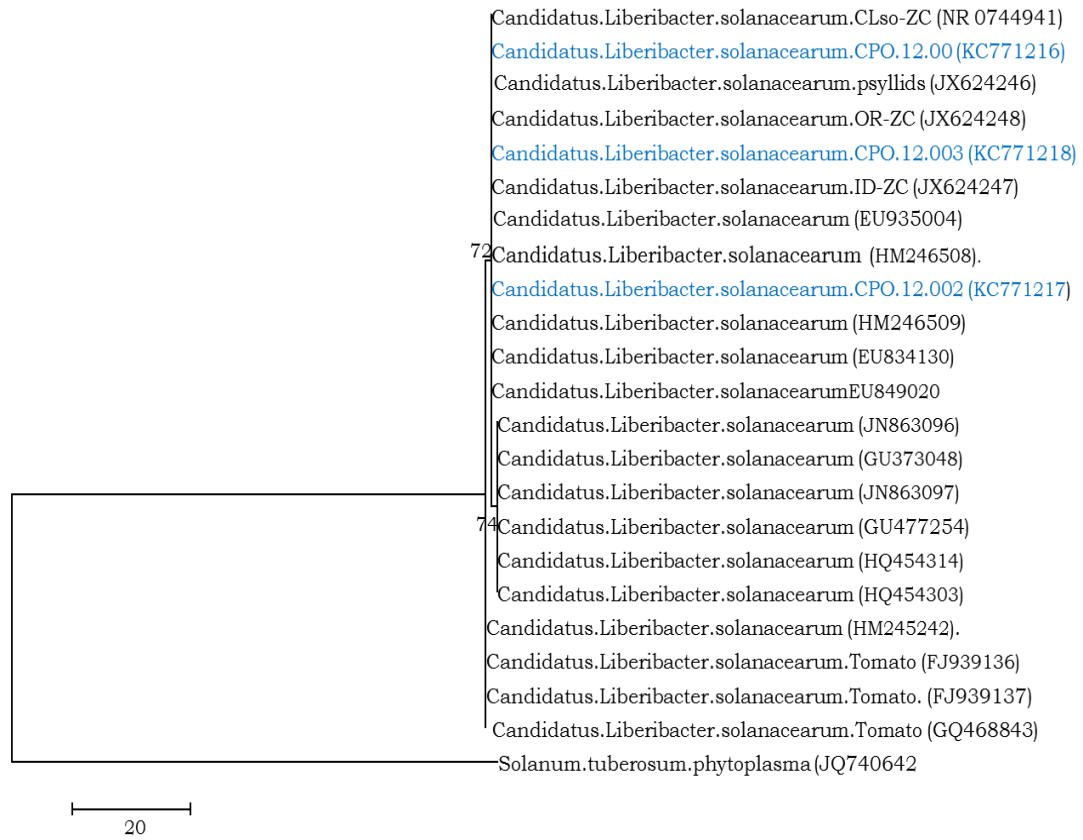 Candidatus.Liberibacter.solanacearum.CLso-ZC (NR 0744941)
Candidatus.Liberibacter.solanacearum.CPO.12.00 (KC771216)
Candidatus.Liberibacter.solanacearum.psyllids (JX624246)
Candidatus.Liberibacter.solanacearum.OR-ZC (JX624248)
Candidatus.Liberibacter.solanacearum.CPO.12.003 (KC771218)
Candidatus.Liberibacter.solanacearum.ID-ZC (JX624247)
Candidatus.Liberibacter.solanacearum (EU935004)
72
Candidatus.Liberibacter.solanacearum (HM246508).
Candidatus.Liberibacter.solanacearum.CPO.12.002 (KC771217)
Candidatus.Liberibacter.solanacearum (HM246509)
Candidatus.Liberibacter.solanacearum (EU834130)
Candidatus.Liberibacter.solanacearumEU849020
Candidatus.Liberibacter.solanacearum (JN863096)
Candidatus.Liberibacter.solanacearum (GU373048)
Candidatus.Liberibacter.solanacearum (JN863097)
74
Candidatus.Liberibacter.solanacearum (GU477254)
Candidatus.Liberibacter.solanacearum (HQ454314)
Candidatus.Liberibacter.solanacearum (HQ454303)
Candidatus.Liberibacter.solanacearum (HM245242).
Candidatus.Liberibacter.solanacearum.Tomato (FJ939136)
Candidatus.Liberibacter.solanacearum.Tomato. (FJ939137)
Candidatus.Liberibacter.solanacearum.Tomato (GQ468843)
Solanum.tuberosum.phytoplasma (JQ740642
20